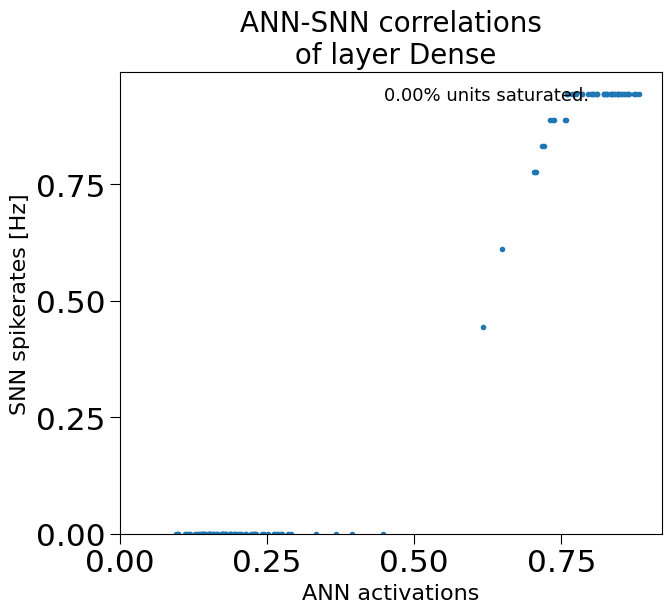 ANN-SNN correlations
of layer Dense
0.00% units saturated.
SNN spikerates [Hz]
0.75
0.50
0.25
0.00
0.00 0.25 0.50 0.75
ANN activations